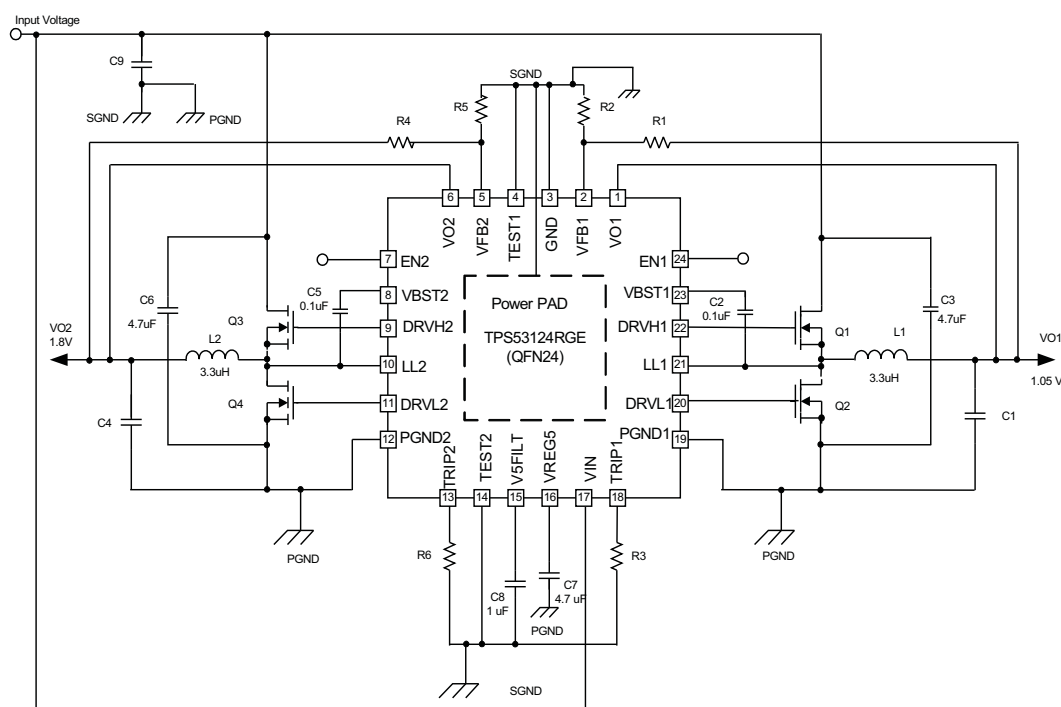 Input Voltage
C9
SGND
PGND
SGND
R5
R2
R4
R1
6
5
4
3
2
1
VO2
VFB2
TEST1
GND
VFB1
VO1
7
EN2
EN1
24
C6
4.7uF
C5
0.1uF
8
VBST2
Power PAD
TPS53124RGE
(QFN24)
VBST1
23
C2
0.1uF
C3
4.7uF
Q3
9
DRVH2
DRVH1
22
Q1
VO2
1.8V
L2
3.3uH
10
LL2
LL1
21
L1
3.3uH
VO1
1.05 V
Q4
11
DRVL2
DRVL1
20
Q2
C4
12
PGND2
PGND1
19
C1
TRIP2
TEST2
V5FILT
VREG5
VIN
TRIP1
13
14
15
16
17
18
PGND
PGND
R6
R3
C8
1 uF
C7
4.7 uF
PGND
SGND